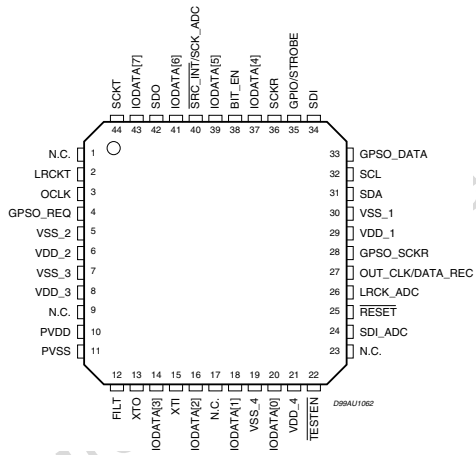 SCKT
IODATA[7]
SDO
IODATA[6]
SRC_INT/SCK_ADC
IODATA[5]
BIT_EN
IODATA[4]
SCKR
GPIO/STROBE
SDI
44 43 42 41 40 39 38 37 36 35 34
N.C. 1
LRCKT 2
OCLK 3
GPSO_REQ 4
VSS_2 5
VDD_2 6
VSS_3 7
VDD_3 8
N.C. 9
PVDD 10
PVSS 11
33 GPSO_DATA
32 SCL
31 SDA
30 VSS_1
29 VDD_1
28 GPSO_SCKR
27 OUT_CLK/DATA_REC
26 LRCK_ADC
25 RESET
24 SDI_ADC
23 N.C.
12 13 14 15 16 17 18 19 20 21 22
FILT
XTO
IODATA[3]
XTI
IODATA[2]
N.C.
IODATA[1]
VSS_4
IODATA[0]
VDD_4
TESTEN
D99AU1062